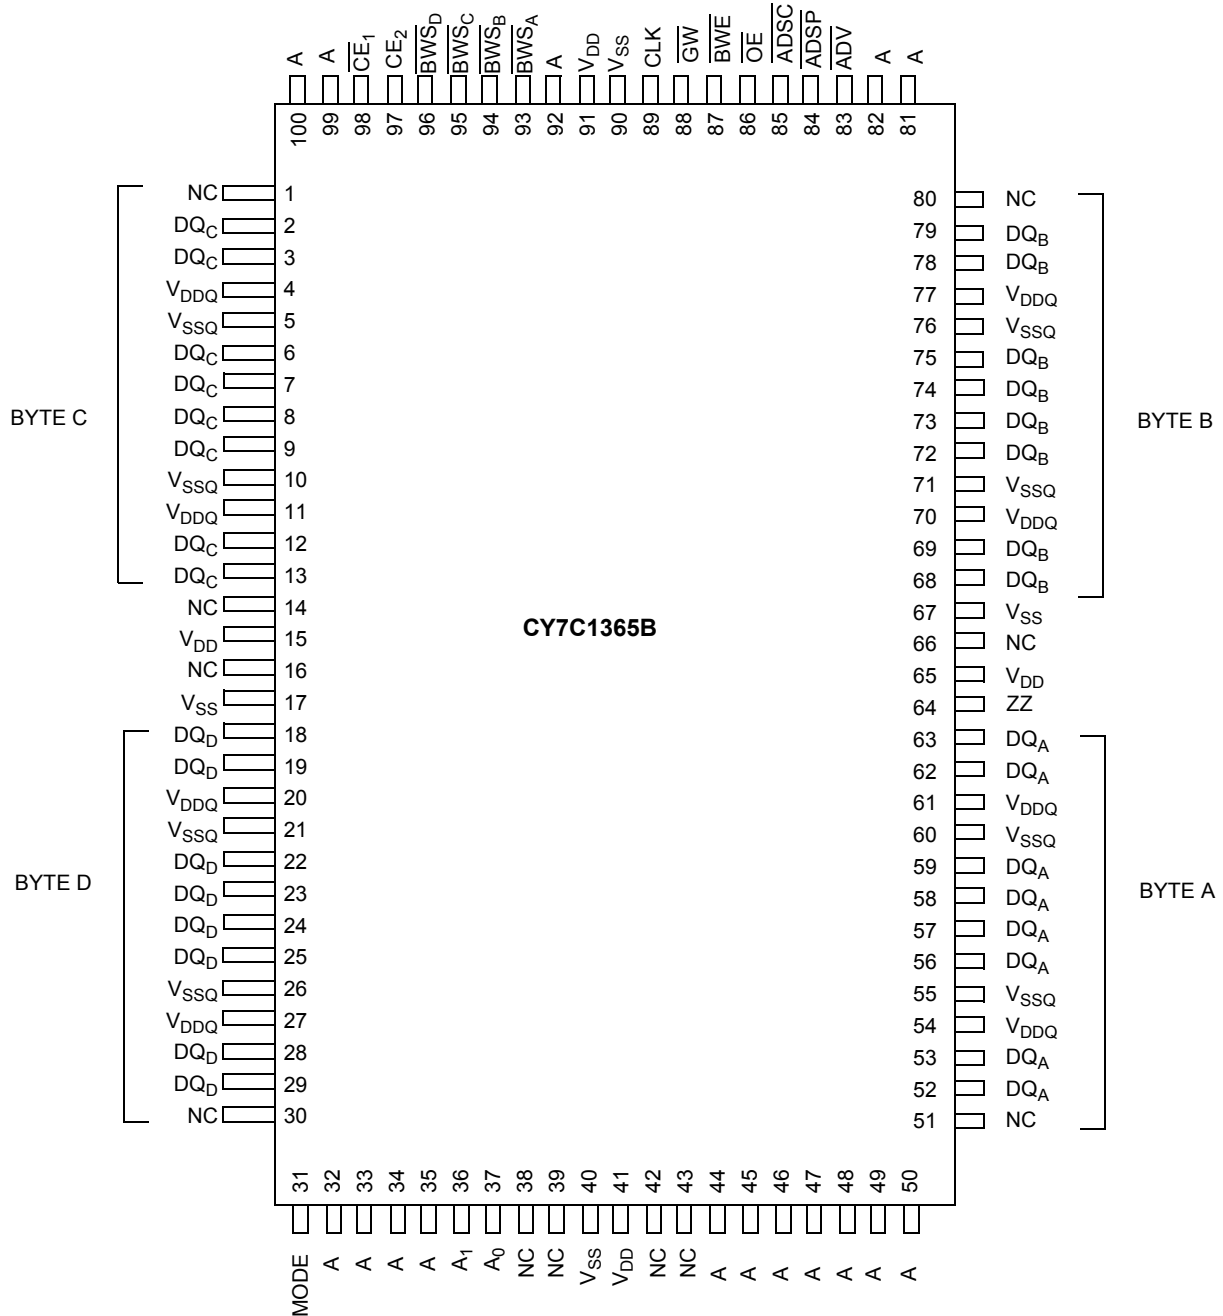 A A CE1 CE2 BWSD BWSC BWSB BWSA A VDD VSS CLK GW BWE OE ADSC ADSP ADV A A
100 99 98 97 96 95 94 93 92 91 90 89 88 87 86 85 84 83 82 81
NC 1 80 NC
DQC 2 79 DQB
DQC 3 78 DQB
VDDQ 4 77 VDDQ
VSSQ 5 76 VSSQ
DQC 6 75 DQB
DQC 7 74 DQB
BYTE C DQC 8 73 DQB BYTE B
DQC 9 72 DQB
VSSQ 10 71 VSSQ
VDDQ 11 70 VDDQ
DQC 12 69 DQB
DQC 13 68 DQB
NC 14 67 VSS
CY7C1365B
VDD 15 66 NC
NC 16 65 VDD
VSS 17 64 ZZ
DQD 18 63 DQA
DQD 19 62 DQA
VDDQ 20 61 VDDQ
VSSQ 21 60 VSSQ
DQD 22 59 DQA
BYTE D DQD 23 58 DQA BYTE A
DQD 24 57 DQA
DQD 25 56 DQA
VSSQ 26 55 VSSQ
VDDQ 27 54 VDDQ
DQD 28 53 DQA
DQD 29 52 DQA
NC 30 51 NC
31 32 33 34 35 36 37 38 39 40 41 42 43 44 45 46 47 48 49 50
MODE A A A A A1 A0 NC NC VSS VDD NC NC A A A A A A A